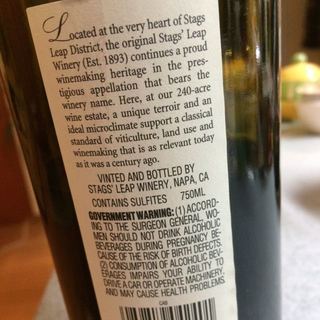 Located at the very heart of Stags
Leap District, the original Stags' Leap
Winery (Est. 1893) continues a proud
winemaking heritage in the pres-
tigious appellation that bears the
winery name. Here, at our 240-acre
wine estate, a unique terroir and an
ideal microclimate support a classical
standard of viticulture, land use and
winemaking that is as relevant today
as it was a century ago.
VINTED AND BOTTLED BY
STAGS' LEAP WINERY, NAPA, CA
CONTAINS SULFITES 750ML
GOVERNMENT WARNING: (1) ACCORD-
ING TO THE SURGEON GENERAL, WO-
MEN SHOULD NOT DRINK ALCOHOLIC
BEVERAGES DURING PREGNANCY BE-
CAUSE OF THE RISK OF BIRTH DEFECTS.
(2) CONSUMPTION OF ALCOHOLIC BEV-
ERAGES IMPAIRS YOUR ABILITY TO
DRIVE A CAR OR OPERATE MACHINERY,
AND MAY CAUSE HEALTH PROBLEMS.
CAB